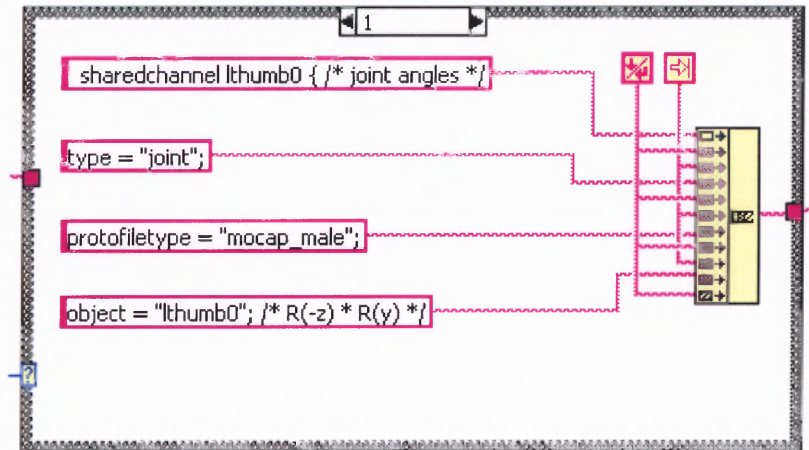 1
sharedchannel lthumb0 { /* joint angles */
type = "joint";
protofiletype = "mocap_male";
object = "lthumb0"; /* R(-z) * R(y) */
?